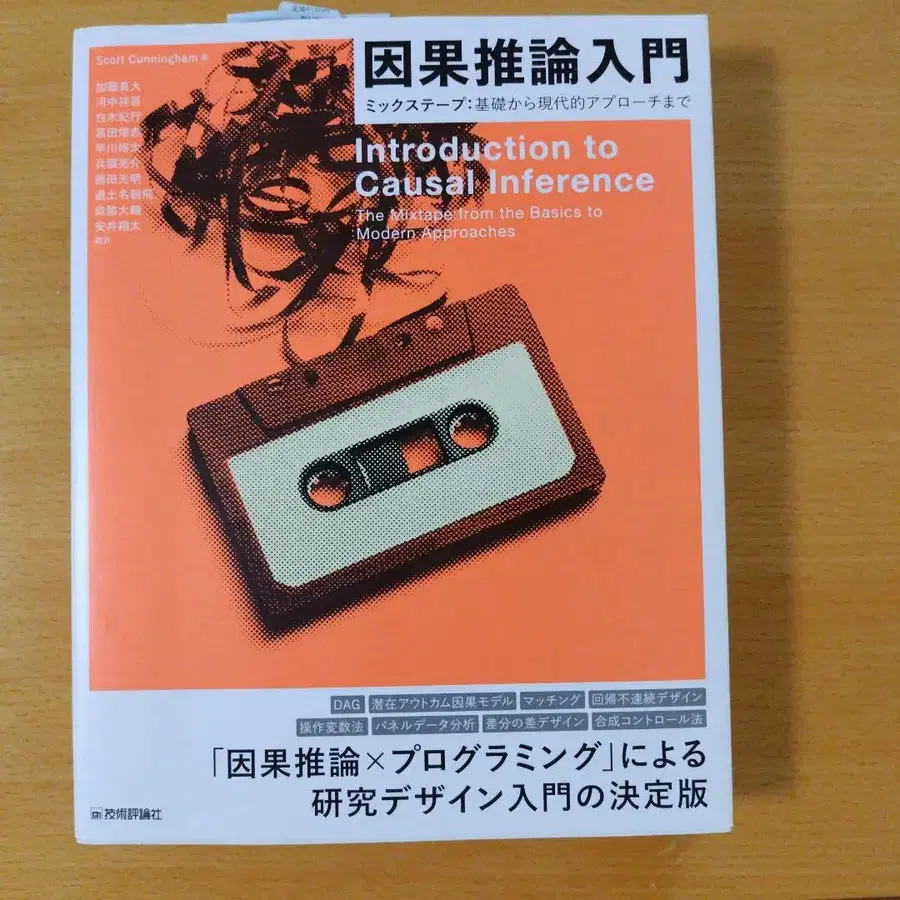 Scott Cunningham 著
加藤真大
河中祥吾
白木紀行
冨田燿志
早川裕太
兵頭亮介
藤田光明
邊土名朝飛
森脇大輔
安井翔太
翻訳
因果推論入門
ミックステープ：基礎から現代的アプローチまで
Introduction to
Causal Inference
The Mixtape from the Basics to
Modern Approaches
DAG 潜在アウトカム因果モデル マッチング 回帰不連続デザイン
操作変数法 パネルデータ分析 差分の差デザイン 合成コントロール法
「因果推論×プログラミング」による
研究デザイン入門の決定版
技術評論社